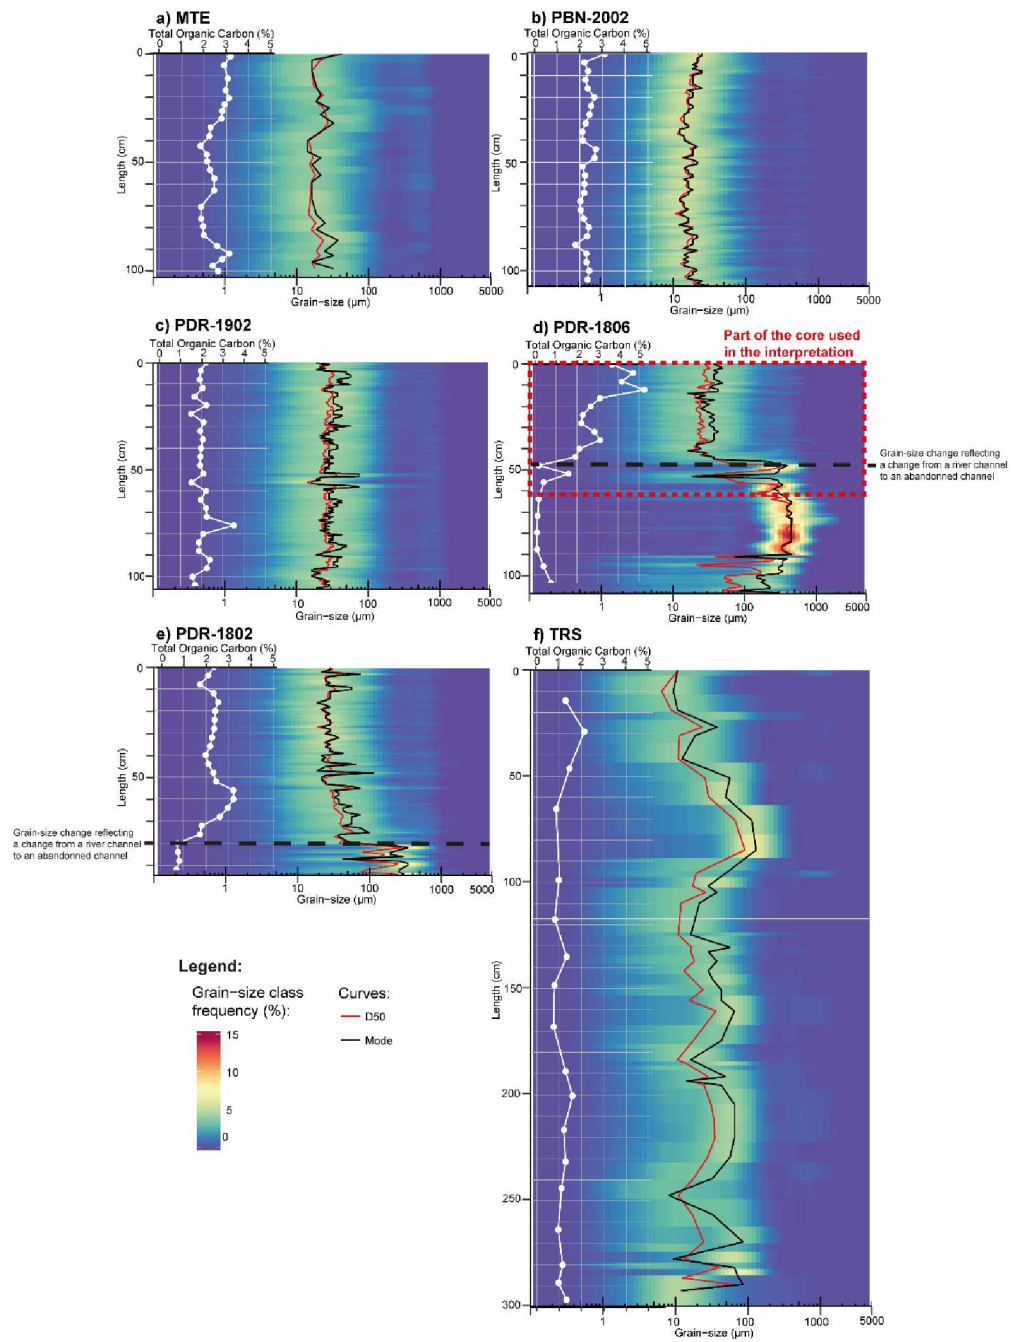 a) MTE
Total Organic Carbon (%)
0 1 2 3 4 5
0
50
100
Length (cm)
1 10 100 1000 5000
Grain-size (µm)
b) PBN-2002
Total Organic Carbon (%)
0 1 2 3 4 5
0
50
100
Length (cm)
1 10 100 1000 5000
Grain-size (µm)
c) PDR-1902
Total Organic Carbon (%)
0 1 2 3 4 5
0
50
100
Length (cm)
1 10 100 1000 5000
Grain-size (µm)
d) PDR-1806
Part of the core used
in the interpretation
Total Organic Carbon (%)
0 1 2 3 4 5
0
50
100
Length (cm)
Grain-size change reflecting
a change from a river channel
to an abandonned channel
1 10 100 1000 5000
Grain-size (µm)
e) PDR-1802
Total Organic Carbon (%)
0 1 2 3 4 5
0
50
100
Length (cm)
Grain-size change reflecting
a change from a river channel
to an abandonned channel
1 10 100 1000 5000
Grain-size (µm)
f) TRS
Total Organic Carbon (%)
0 1 2 3 4 5
0
50
100
150
200
250
300
Length (cm)
1 10 100 1000 5000
Grain-size (µm)
Legend:
Grain-size class
frequency (%):
15
10
5
0
Curves:
D50
Mode